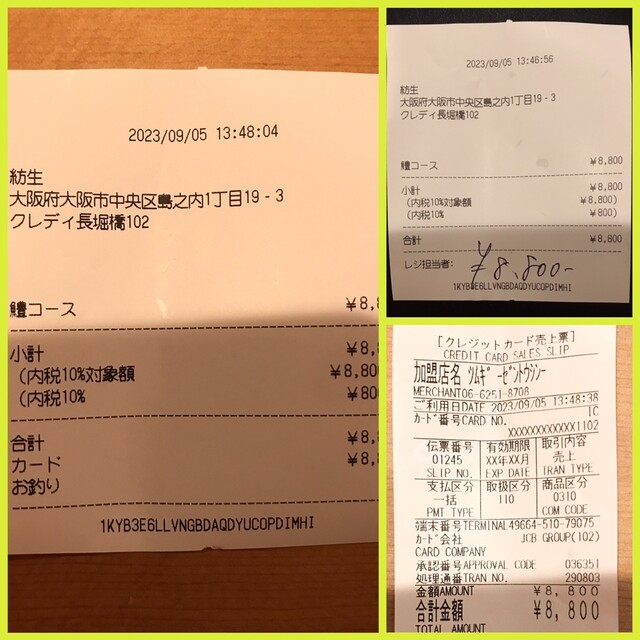 2023/09/05 13:48:04
紡生
大阪府大阪市中央区島之内1丁目19-3
クレディ長堀橋102
鱧コース ¥8,8
小計 ¥8,8
(内税10%対象額 ¥8,800
(内税10% ¥800
合計 ¥8,8
カード ¥8,8
お釣り
1KYB3E6LLVNGBDAQDYUCOPDIMHI
2023/09/05 13:46:56
紡生
大阪府大阪市中央区島之内1丁目19-3
クレディ長堀橋102
鱧コース ¥8,800
小計 ¥8,800
(内税10%対象額 ¥8,800)
(内税10% ¥800)
合計 ¥8,800
レジ担当者: ¥8,800-
1KYB3E6LLVNGBDAQDYUCOPDIMHI
[クレジットカード売上票]
CREDIT CARD SALES SLIP
加盟店名 ツムギ-ゼントウシンー
MERCHANT06-6251-8708
ご利用日DATE 2023/09/05 13:48:38
カード番号CARD NO. IC
XXXXXXXXXXXX1102
伝票番号 有効期限 取引内容
01245 XX年XX月 売上
SLIP NO. EXP DATE TRAN TYPE
支払区分 取扱区分 商品区分
一括 110 0310
PMT TYPE COM CODE
端末番号TERMINAL49664-510-79075
カード会社 JCB GROUP(102)
CARD COMPANY
承認番号APPROVAL CODE 036351
処理通番TRAN NO. 290803
金額AMOUNT ¥8,800
合計金額 ¥8,800
TOTAL AMOUNT